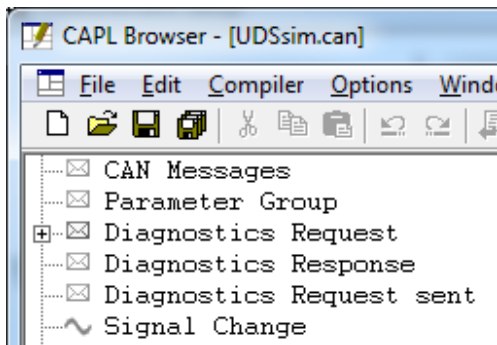 CAPL Browser - [UDSsim.can]
File Edit Compiler Options
CAN Messages
Parameter Group
Diagnostics Request
Diagnostics Response
Diagnostics Request sent
Signal Change